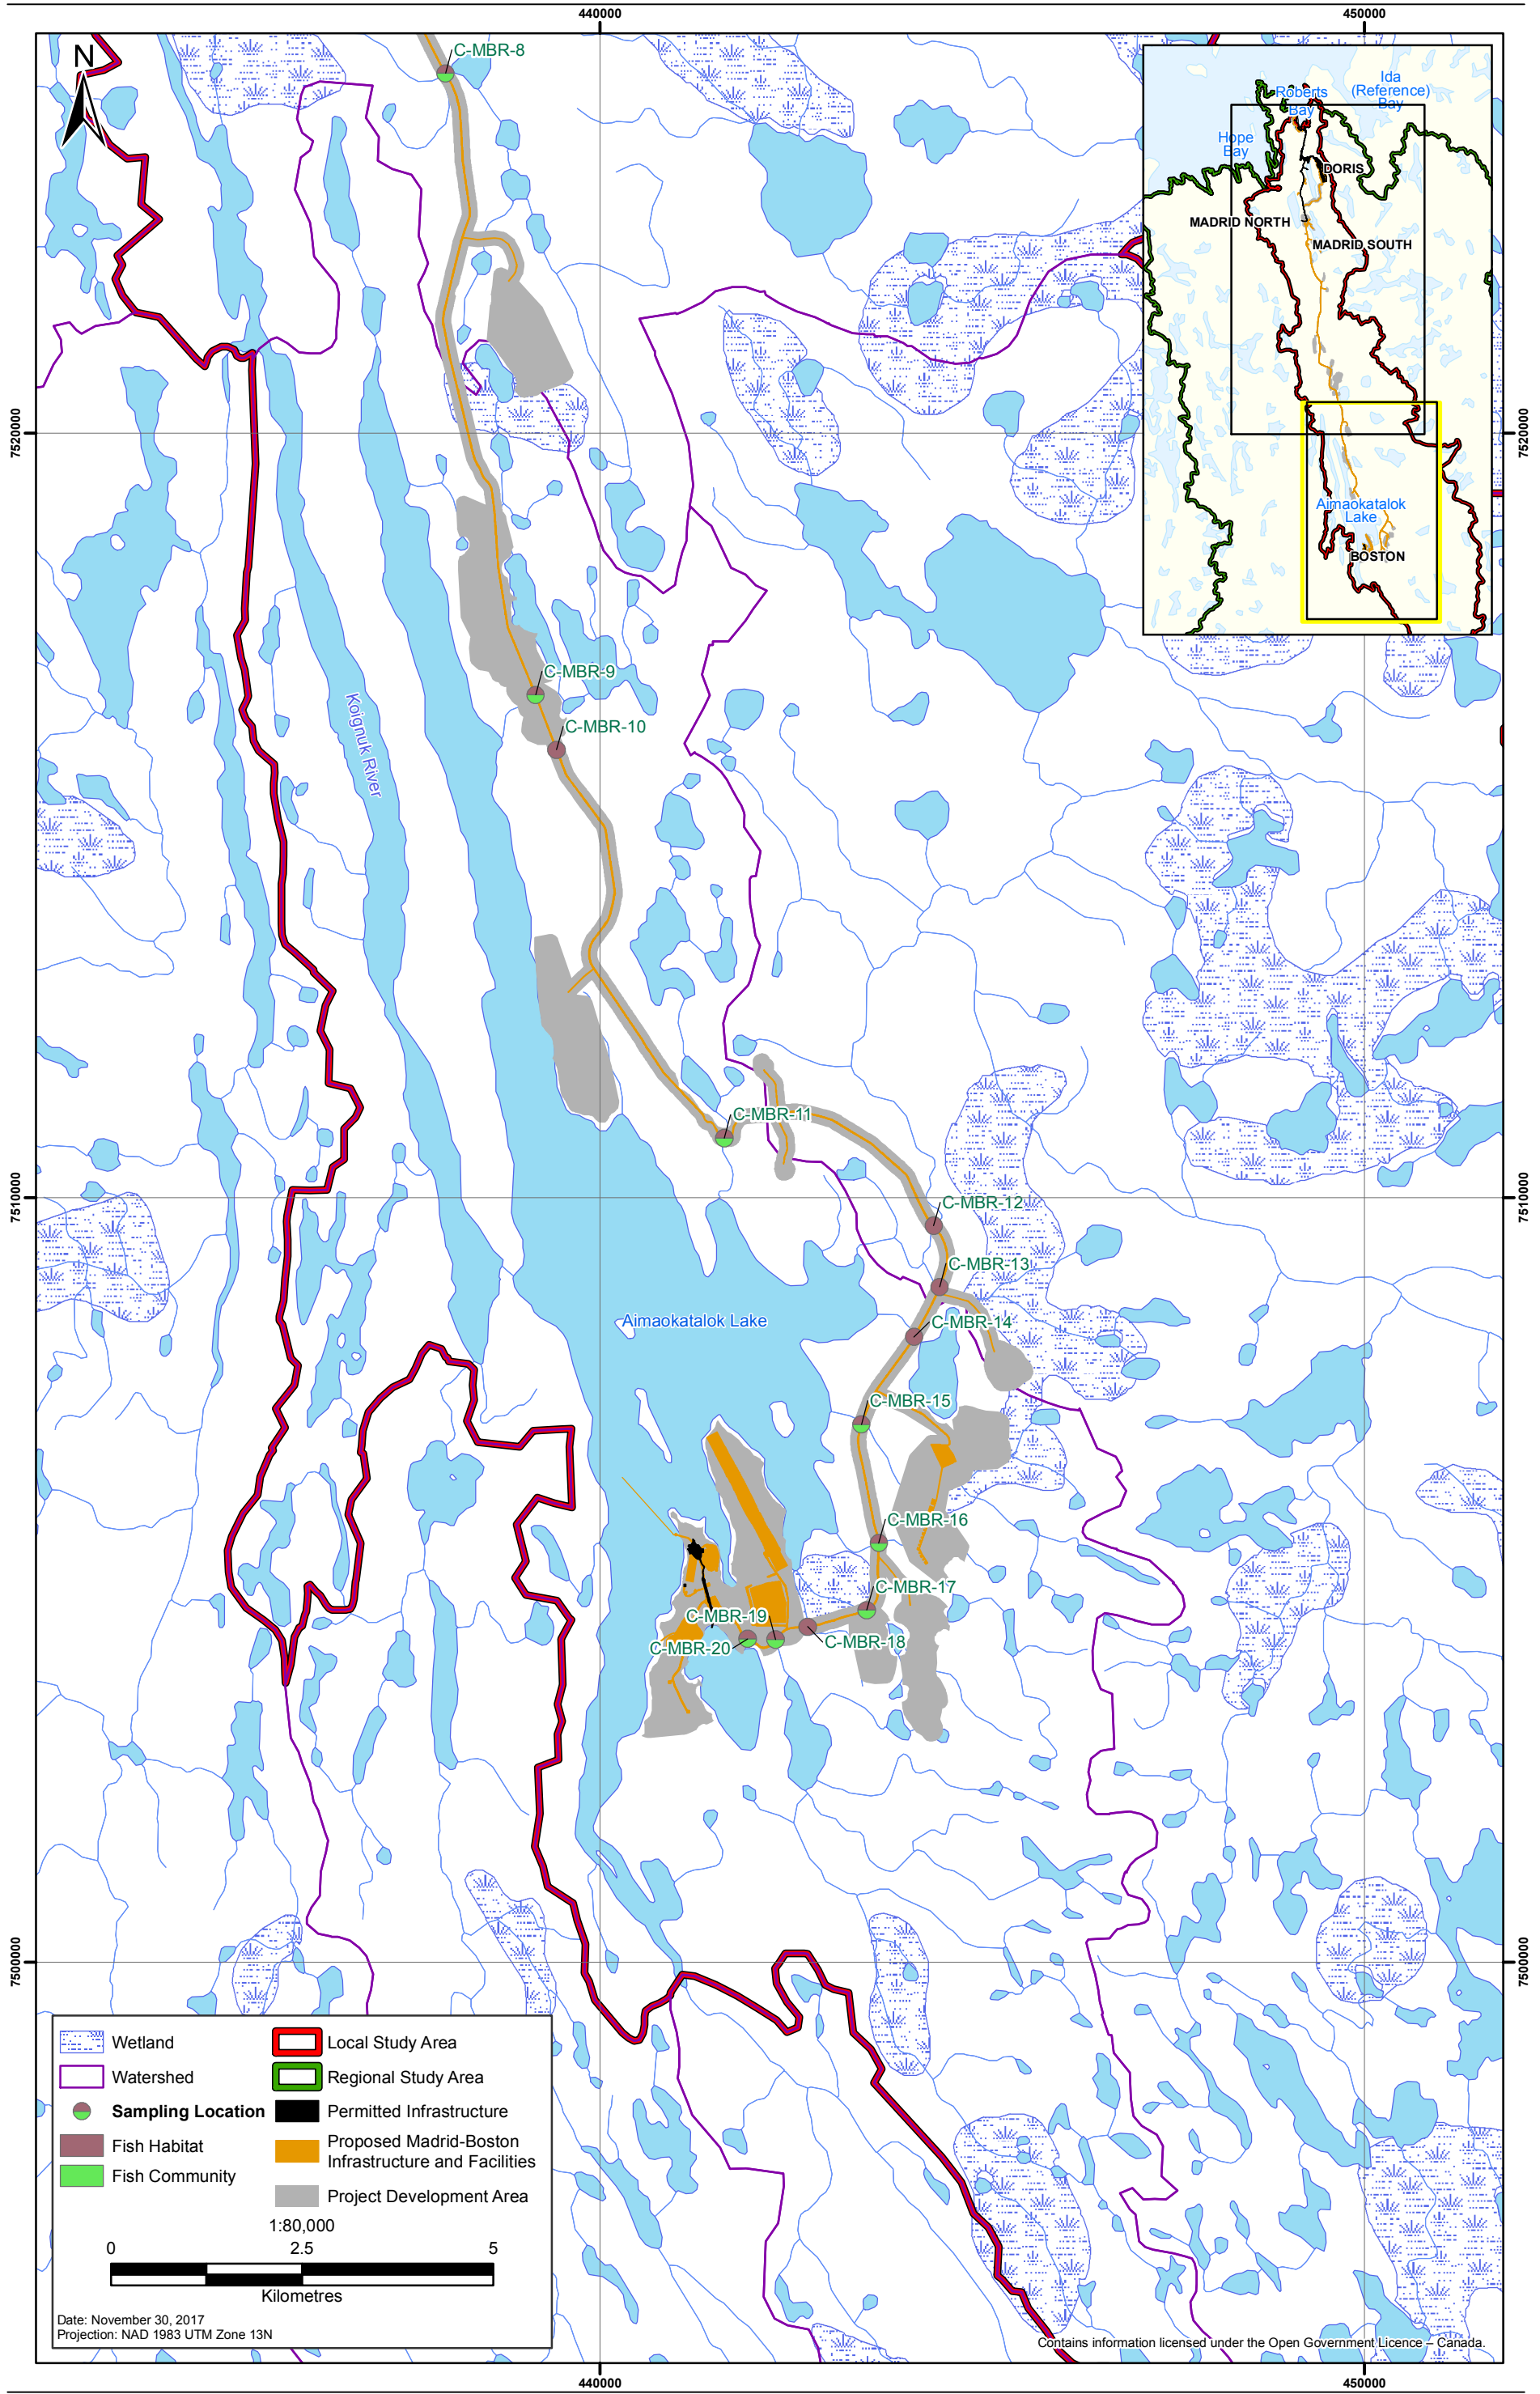 440000
450000
N
C-MBR-8
Ida
(Reference)
Bay
Roberts
Bay
Hope
Bay
DORIS
MADRID NORTH
MADRID SOUTH
7520000
7520000
Aimaokatalok
Lake
BOSTON
C-MBR-9
Koignuk River
C-MBR-10
C-MBR-11
7510000
7510000
C-MBR-12
C-MBR-13
Aimaokatalok Lake
C-MBR-14
C-MBR-15
C-MBR-16
C-MBR-17
C-MBR-19
C-MBR-18
C-MBR-20
7500000
7500000
Wetland
Watershed
Sampling Location
Fish Habitat
Fish Community
Local Study Area
Regional Study Area
Permitted Infrastructure
Proposed Madrid-Boston
Infrastructure and Facilities
Project Development Area
1:80,000
0 2.5 5
Kilometres
Date: November 30, 2017
Projection: NAD 1983 UTM Zone 13N
Contains information licensed under the Open Government Licence – Canada.
440000
450000